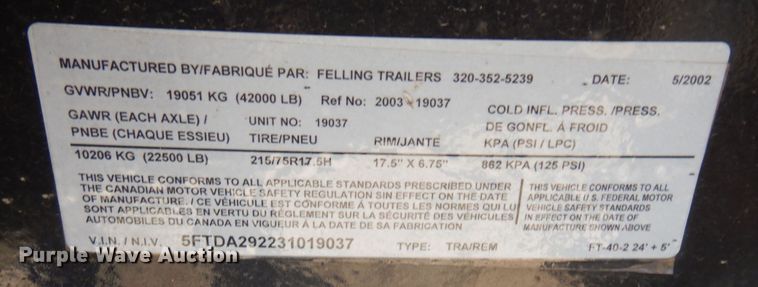 MANUFACTURED BY/FABRIQUÉ PAR: FELLING TRAILERS 320-352-5239 DATE: 5/2002
GVWR/PNBV: 19051 KG (42000 LB) Ref No: 2003 - 19037
GAWR (EACH AXLE) / UNIT NO: 19037 COLD INFL. PRESS. /PRESS.
PNBE (CHAQUE ESSIEU) TIRE/PNEU RIM/JANTE DE GONFL. À FROID
KPA (PSI / LPC)
10206 KG (22500 LB) 215/75R17.5H 17.5" X 6.75" 862 KPA (125 PSI)
THIS VEHICLE CONFORMS TO ALL APPLICABLE STANDARDS PRESCRIBED UNDER
THE CANADIAN MOTOR VEHICLE SAFETY REGULATION SIN EFFECT ON THE DATE
OF MANUFACTURE. / CE VÉHICULE EST CONFORME À TOUTES LES NORMES QUI LUI
SONT APPLICABLES EN VERTU DU RÈGLEMENT SUR LA SÉCURITÉ DES VÉHICULES
AUTOMOBILES DU CANADA EN VIGUEUR À LA DATE DE SA FABRICATION
THIS VEHICLE CONFORMS TO ALL
APPLICABLE U.S. FEDERAL MOTOR
VEHICLE SAFETY STANDARDS
IN EFFECT ON THE DATE OF
MANUFACTURE SHOWN ABOVE
V.I.N. / N.I.V. 5FTDA292231019037 TYPE: TRA/REM FT-40-2 24' + 5'
Purple Wave Auction